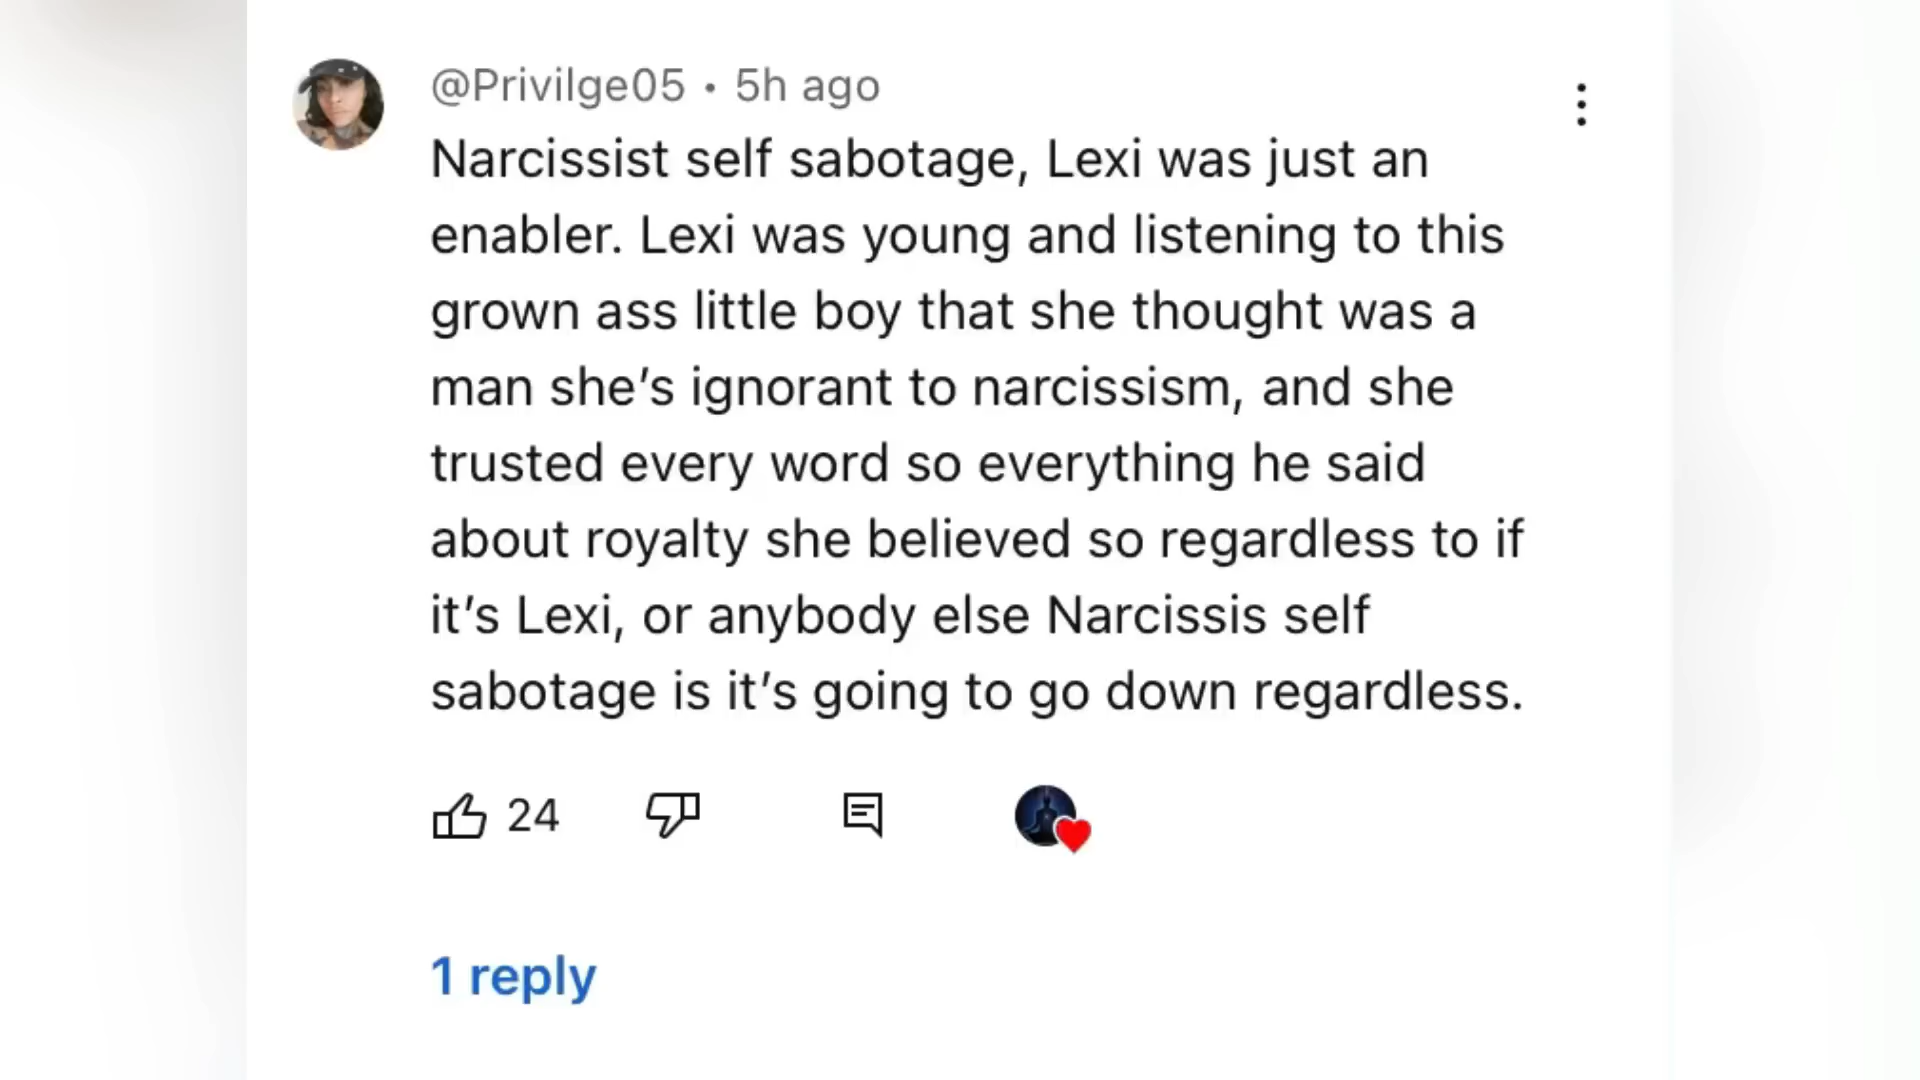 @Privilge05 • 5h ago
Narcissist self sabotage, Lexi was just an
enabler. Lexi was young and listening to this
grown ass little boy that she thought was a
man she’s ignorant to narcissism, and she
trusted every word so everything he said
about royalty she believed so regardless to if
it’s Lexi, or anybody else Narcissis self
sabotage is it’s going to go down regardless.
24
1 reply